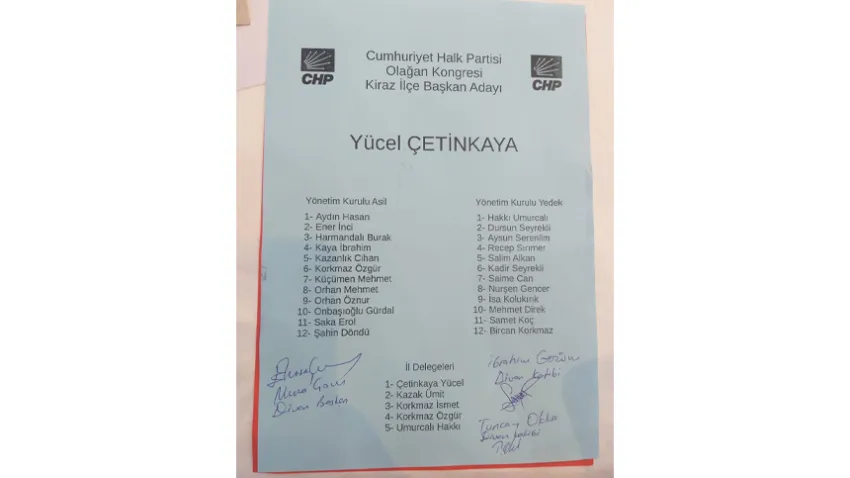 CHP
Cumhuriyet Halk Partisi
Olağan Kongresi
Kiraz İlçe Başkan Adayı
CHP
Yücel ÇETİNKAYA
Yönetim Kurulu Asil
1- Aydın Hasan
2- Ener İnci
3- Harmandalı Burak
4- Kaya İbrahim
5- Kazanlık Cihan
6- Korkmaz Özgür
7- Küçümen Mehmet
8- Orhan Mehmet
9- Orhan Öznur
10- Onbaşıoğlu Gürdal
11- Saka Erol
12- Şahin Döndü
Yönetim Kurulu Yedek
1- Hakkı Umurcalı
2- Dursun Seyrekli
3- Aysun Serenlim
4- Recep Sırımer
5- Salim Alkan
6- Kadir Seyrekli
7- Saime Can
8- Nurşen Gencer
9- İsa Kolukırık
10- Mehmet Direk
11- Samet Koç
12- Bircan Korkmaz
İl Delegeleri
1- Çetinkaya Yücel
2- Kazak Ümit
3- Korkmaz İsmet
4- Korkmaz Özgür
5- Umurcalı Hakkı
Divan Başkan
İbrahim
Divan Katibi
Tuncay Okka
Divan Katibi